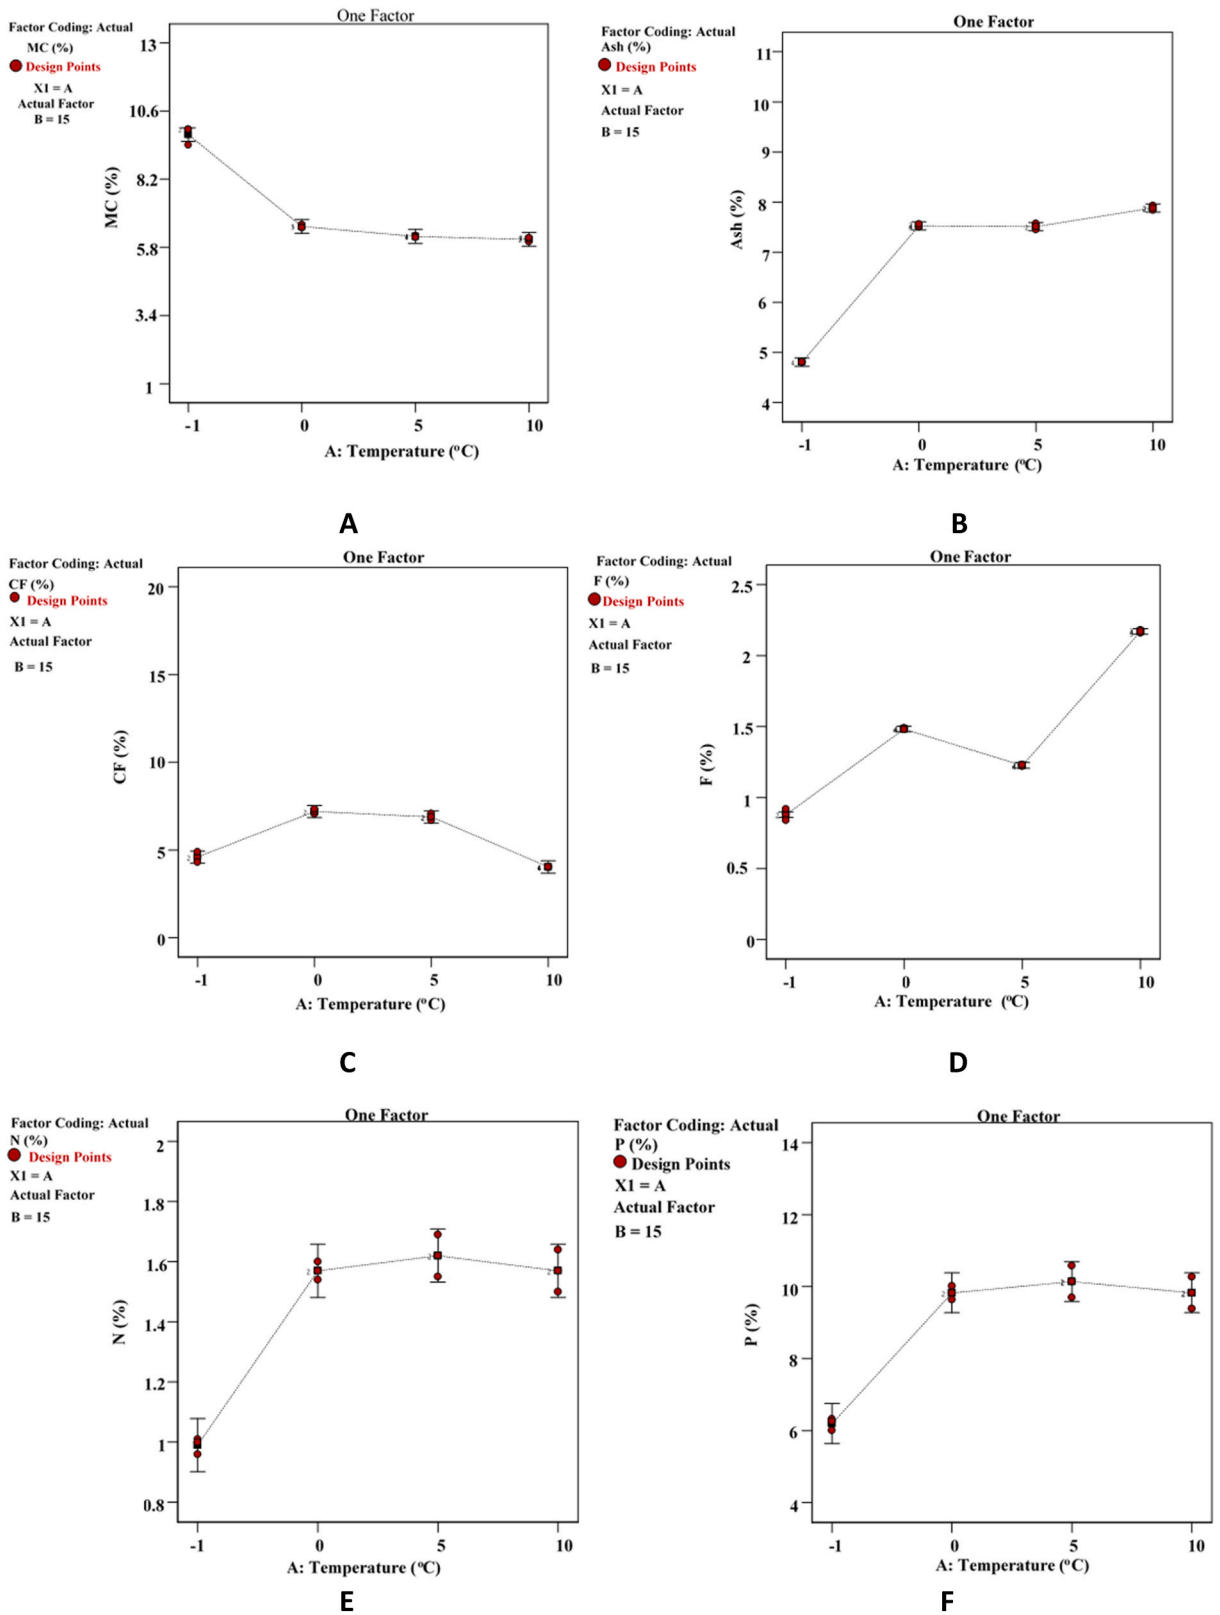 One Factor
Factor Coding: Actual
MC (%)
Design Points
X1 = A
Actual Factor
B = 15
MC (%)
13
10.6
8.2
5.8
3.4
1
-1 0 5 10
A: Temperature (ºC)
A
One Factor
Factor Coding: Actual
Ash (%)
Design Points
X1 = A
Actual Factor
B = 15
Ash (%)
11
10
9
8
7
6
5
4
-1 0 5 10
A: Temperature (ºC)
B
One Factor
Factor Coding: Actual
CF (%)
Design Points
X1 = A
Actual Factor
B = 15
CF (%)
20
15
10
5
0
-1 0 5 10
A: Temperature (ºC)
C
One Factor
Factor Coding: Actual
F (%)
Design Points
X1 = A
Actual Factor
B = 15
F (%)
2.5
2
1.5
1
0.5
0
-1 0 5 10
A: Temperature (ºC)
D
One Factor
Factor Coding: Actual
N (%)
Design Points
X1 = A
Actual Factor
B = 15
N (%)
2
1.8
1.6
1.4
1.2
1
0.8
-1 0 5 10
A: Temperature (ºC)
E
One Factor
Factor Coding: Actual
P (%)
Design Points
X1 = A
Actual Factor
B = 15
P (%)
14
12
10
8
6
4
-1 0 5 10
A: Temperature (ºC)
F